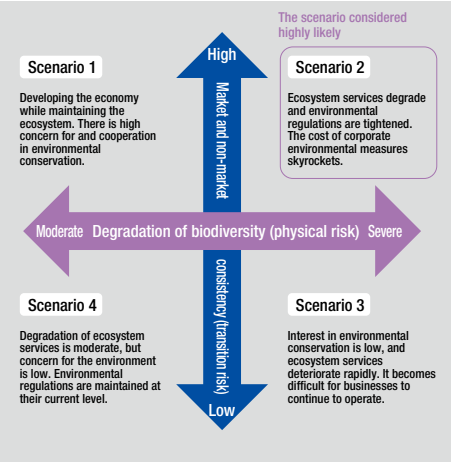 The scenario considered
highly likely
High
Scenario 1
Developing the economy
while maintaining the
ecosystem. There is high
concern for and cooperation
in environmental
conservation.
Scenario 2
Ecosystem services degrade
and environmental
regulations are tightened.
The cost of corporate
environmental measures
skyrockets.
Market and non-market
Moderate Degradation of biodiversity (physical risk) Severe
consistency (transition risk)
Scenario 4
Degradation of ecosystem
services is moderate, but
concern for the environment
is low. Environmental
regulations are maintained at
their current level.
Scenario 3
Interest in environmental
conservation is low, and
ecosystem services
deteriorate rapidly. It becomes
difficult for businesses to
continue to operate.
Low